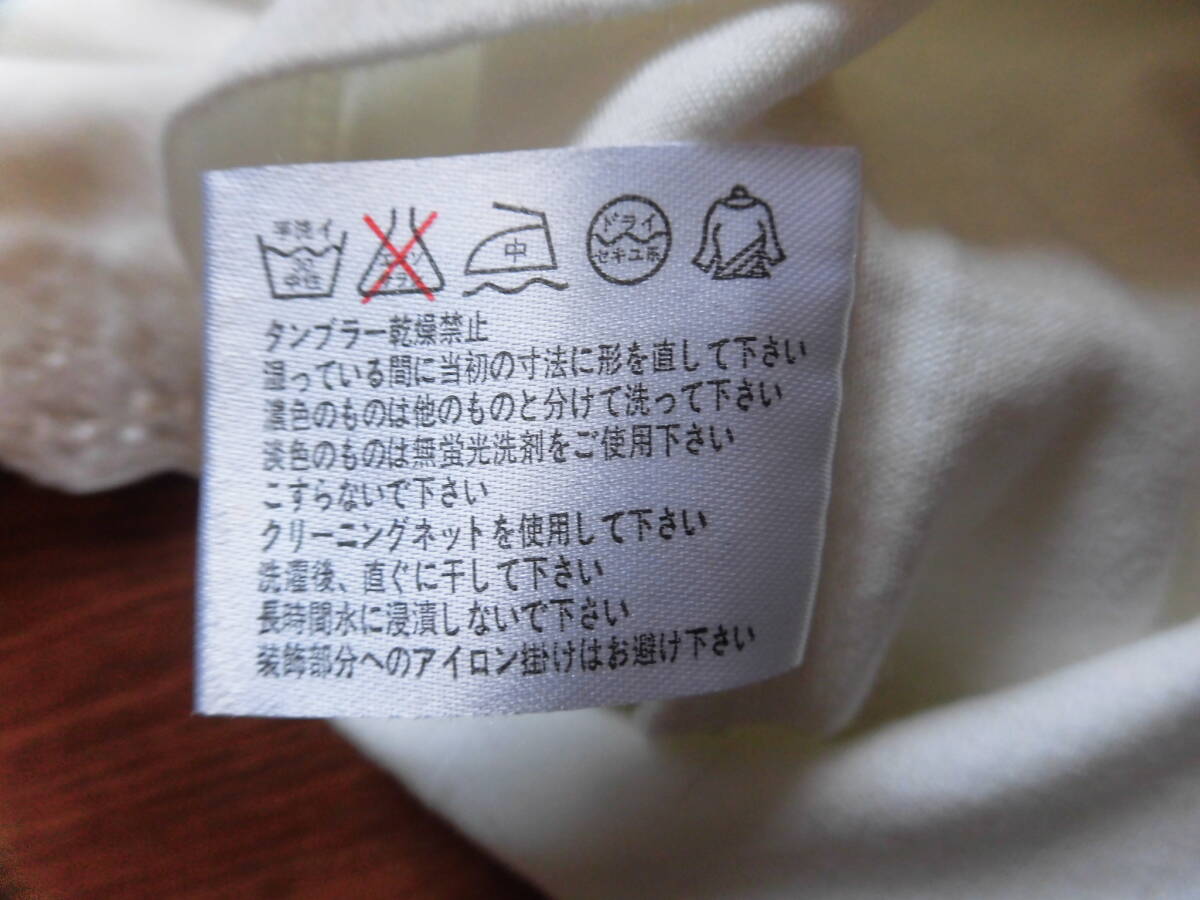 手洗イ
中性
中
ドライ
セキユ系
タンブラー乾燥禁止
湿っている間に当初の寸法に形を直して下さい
濃色のものは他のものと分けて洗って下さい
淡色のものは無蛍光洗剤をご使用下さい
こすらないで下さい
クリーニングネットを使用して下さい
洗濯後、直ぐに干して下さい
長時間水に浸漬しないで下さい
装飾部分へのアイロン掛けはお避け下さい